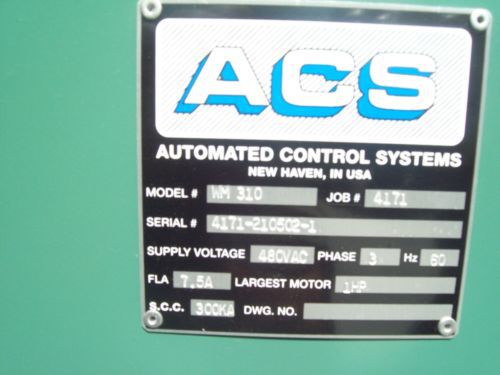 ACS
AUTOMATED CONTROL SYSTEMS
NEW HAVEN, IN USA
MODEL # WM 310 JOB # 4171
SERIAL # 4171-210502-1
SUPPLY VOLTAGE 480VAC PHASE 3 Hz 60
FLA 7.5A LARGEST MOTOR 1HP
S.C.C. 300KA DWG. NO.